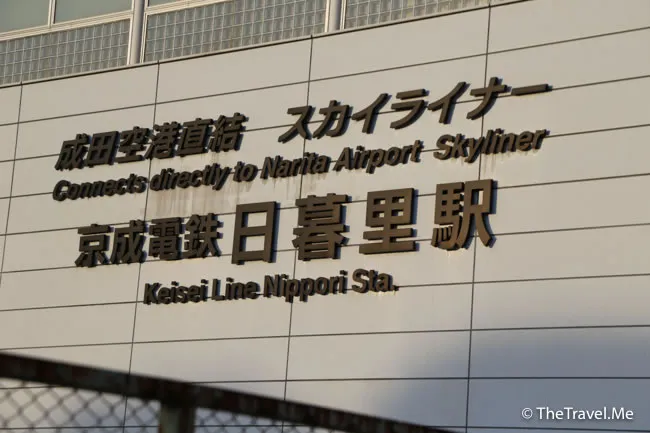 成田空港直結 スカイライナー
Connects directly to Narita Airport Skyliner
京成電鉄日暮里駅
Keisei Line Nippori Sta.
© TheTravel.Me